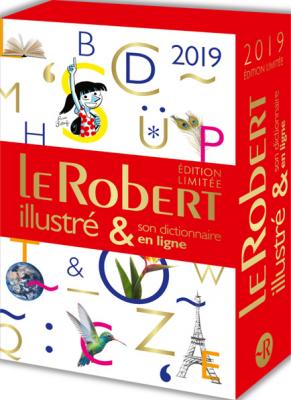 2019
B D ~
S Ü P
H Ç
ÉDITION
LIMITÉE
LE ROBERT
illustré & son dictionnaire
en ligne
T & O W
~ : Ç Z E
2019
ÉDITION LIMITÉE
LE ROBERT
illustré & son dictionnaire
en ligne
R